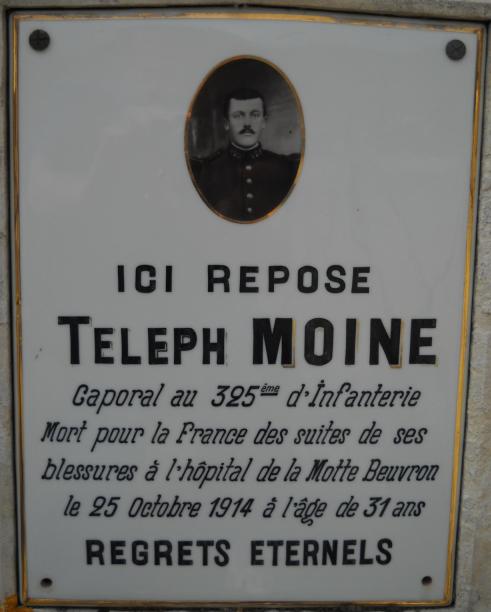 ICI REPOSE
TELEPH MOINE
Caporal au 325ème d'Infanterie
Mort pour la France des suites de ses
blessures à l'hôpital de la Motte Beuvron
le 25 Octobre 1914 à l'âge de 31 ans
REGRETS ETERNELS